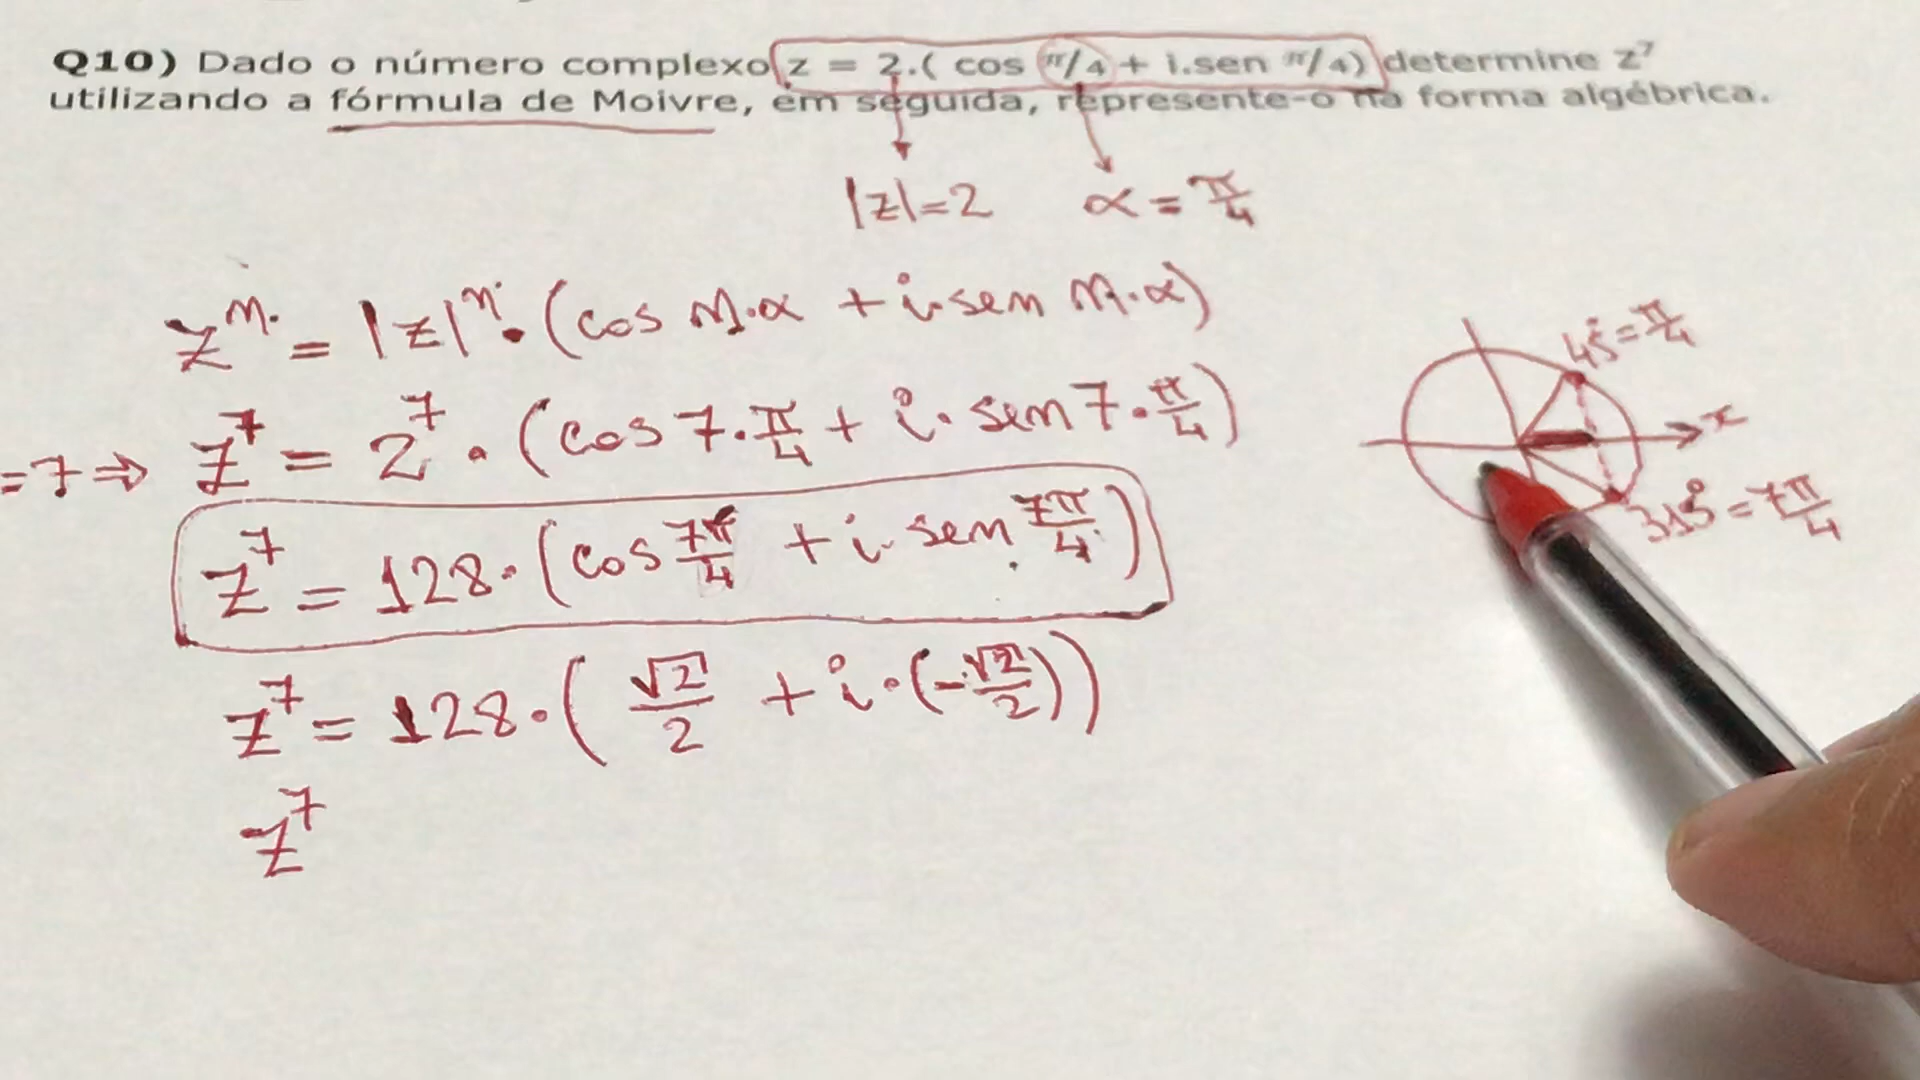 Q10) Dado o número complexo z = 2.( cos π/4 + i.sen π/4) determine z⁷
utilizando a fórmula de Moivre, em seguida, represente-o na forma algébrica.
|z|=2 α = π/4
zⁿ = |z|ⁿ · (cos n·α + i·sen n·α)
45° = π/4
x
=7 ⇒ z⁷ = 2⁷ · (cos 7·π/4 + i· sen 7·π/4)
315° = 7π/4
z⁷ = 128·(cos 7π/4 + i· sen 7π/4)
z⁷ = 128·( √2/2 + i·(-√2/2))
z⁷